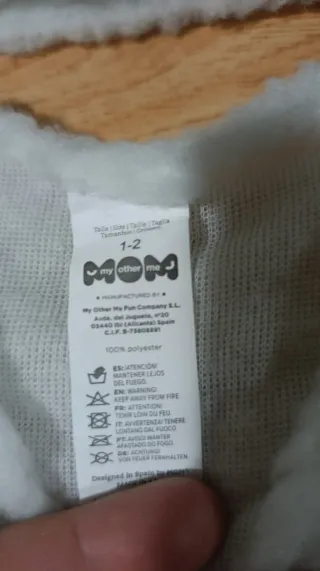 Talla | Size | Taille | Taglia
1-2
MOM
my other me
• MANUFACTURED BY •
My Other Me Fun Company S.L.
Avda. del Juguete, nº20
03440 Ibi (Alicante) Spain
C.I.F. B-73808891
100% polyester
ES: ¡ATENCIÓN!
MANTENER LEJOS
DEL FUEGO.
EN: WARNING!
KEEP AWAY FROM FIRE
FR: ATTENTION!
TENIR LOIN DU FEU
IT: AVVERTENZA! TENERE
LONTANO DAL FUOCO
PT: AVISO! MANTER
AFASTADO DO FOGO
DE: ACHTUNG!
VON FEUER FERNHALTEN
Designed in Spain by